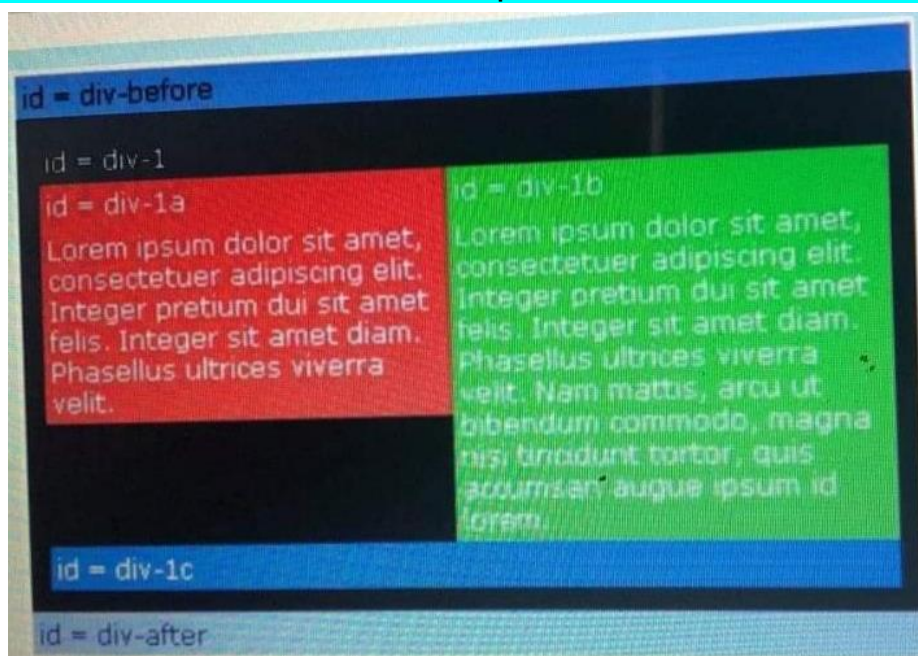 id = div-before
id = div-1
id = div-1a
Lorem ipsum dolor sit amet,
consectetuer adipiscing elit.
Integer pretium dui sit amet
felis. Integer sit amet diam.
Phasellus ultrices viverra
velit.
id = div-1b
Lorem ipsum dolor sit amet,
consectetuer adipiscing elit.
Integer pretium dui sit amet
felis. Integer sit amet diam.
Phasellus ultrices viverra
velit. Nam mattis, arcu ut
bibendum commodo, magna
nisi tincidunt tortor, quis
accumsan augue ipsum id
lorem.
id = div-1c
id = div-after